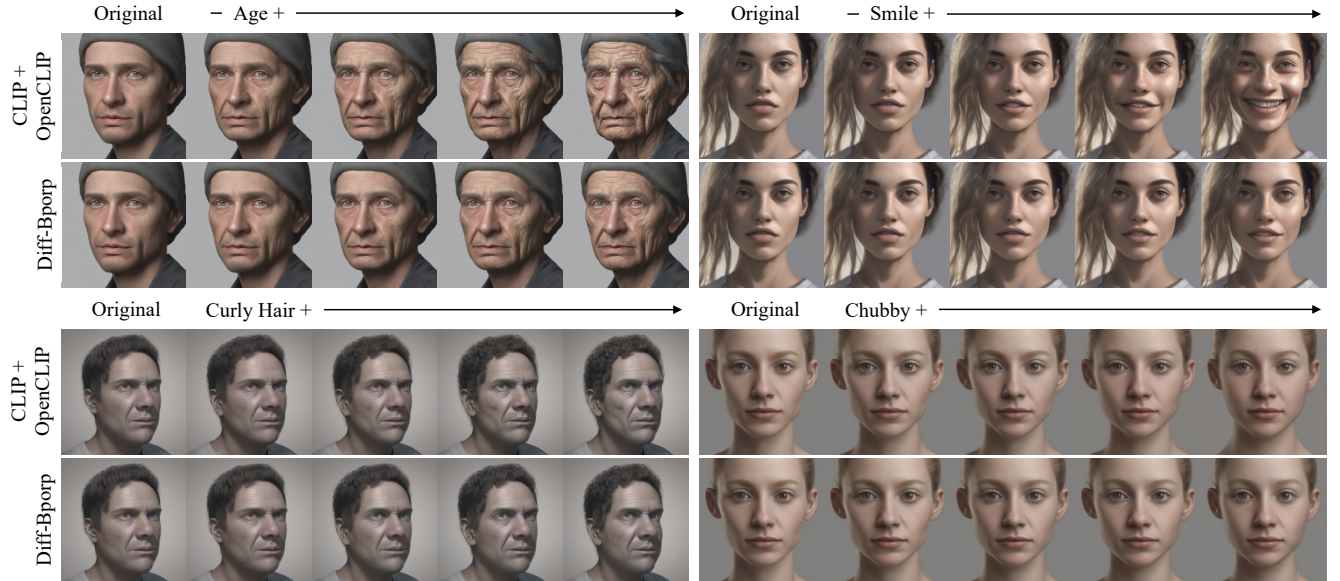 Original − Age +
Original − Smile +
CLIP +
OpenCLIP
Diff-Bporp
Original Curly Hair +
Original Chubby +
CLIP +
OpenCLIP
Diff-Bporp